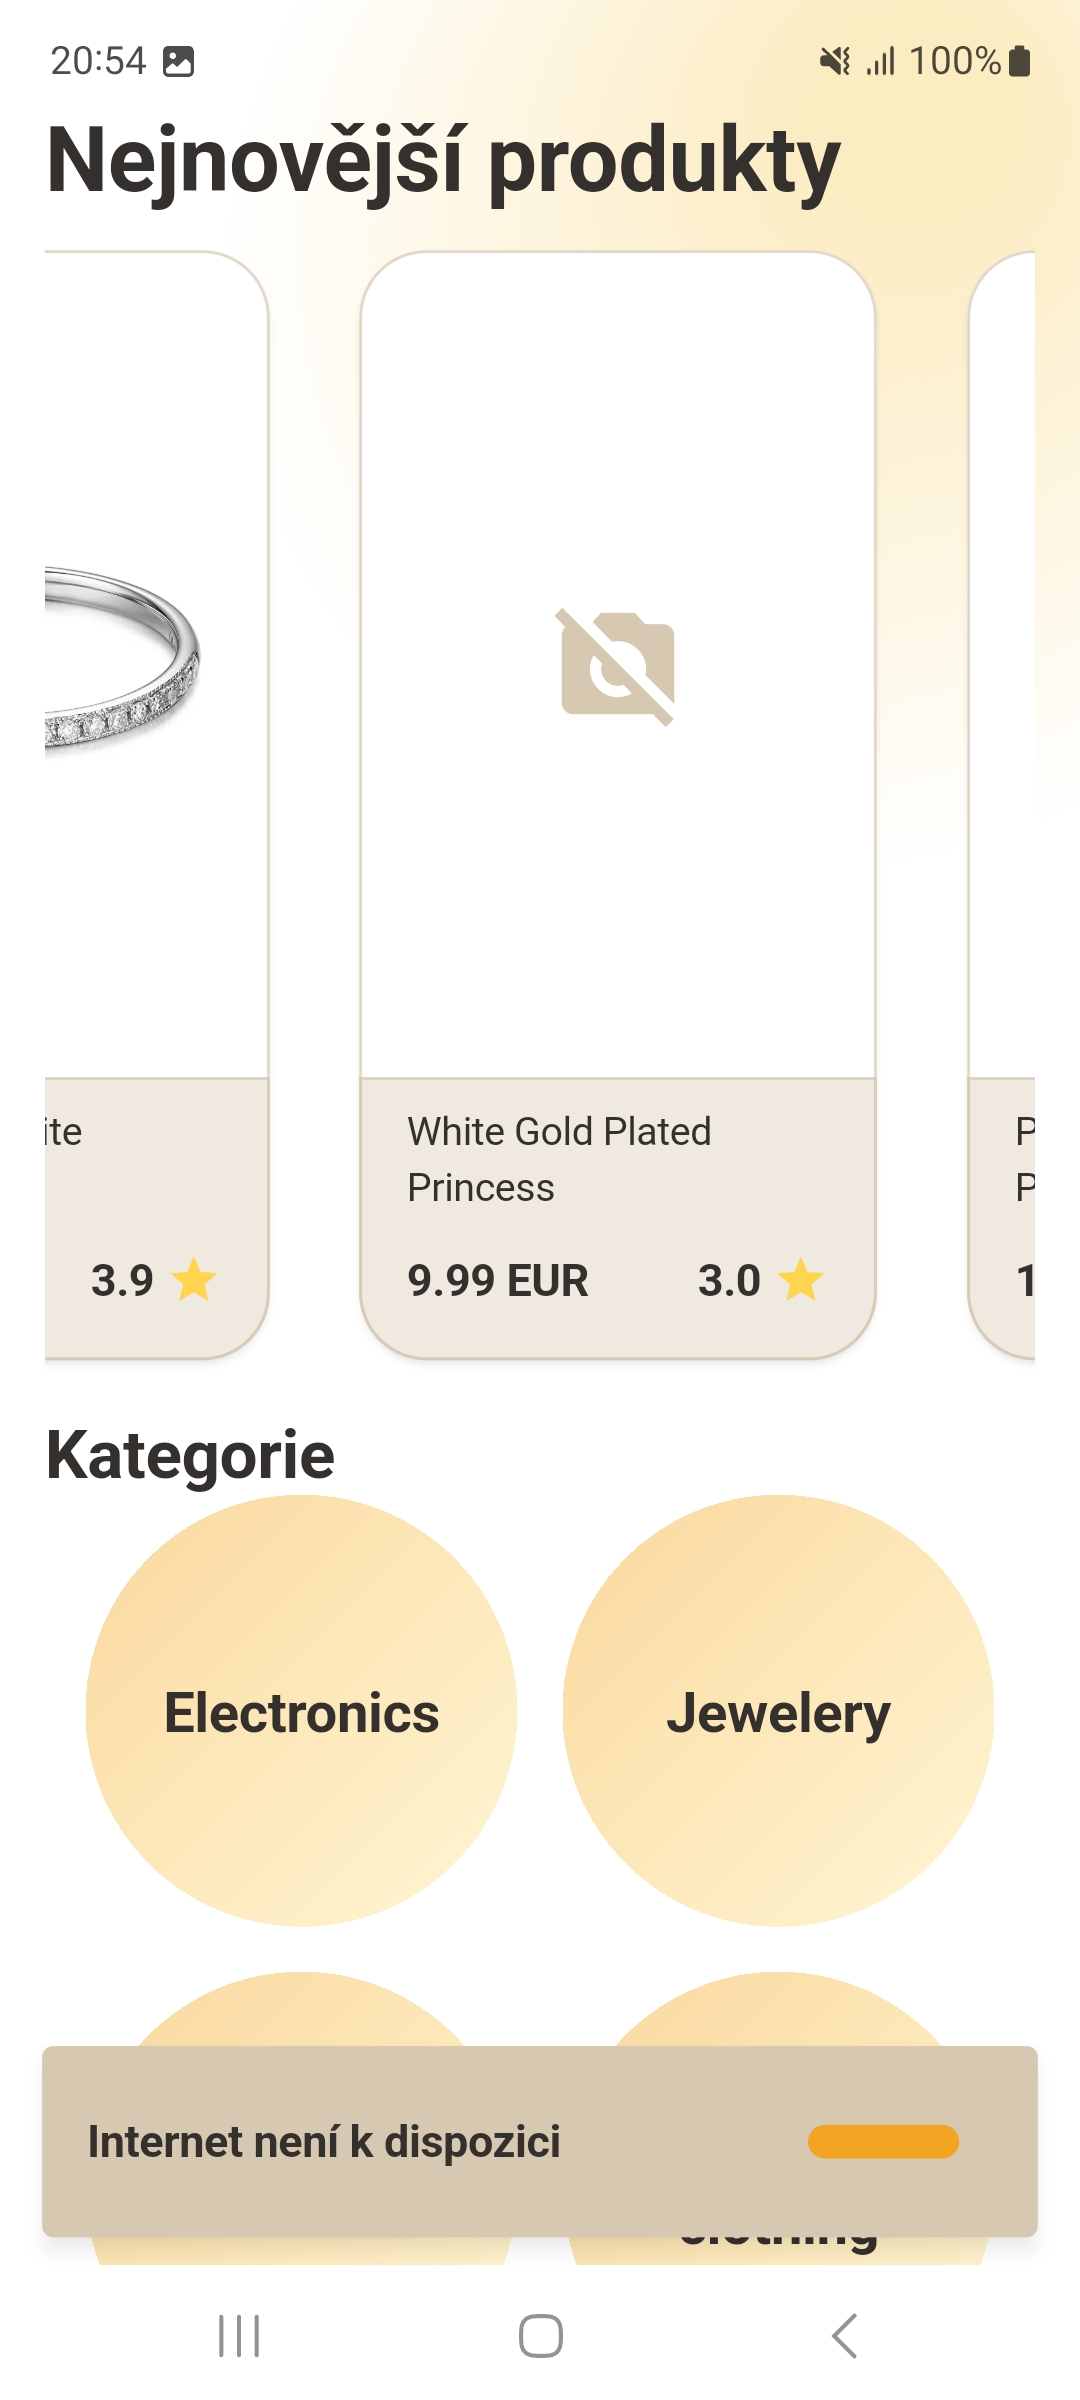 20:54
100%
Nejnovější produkty
ite
3.9
White Gold Plated
Princess
9.99 EUR
3.0
P
P
1
Kategorie
Electronics
Jewelery
Internet není k dispozici
clothing